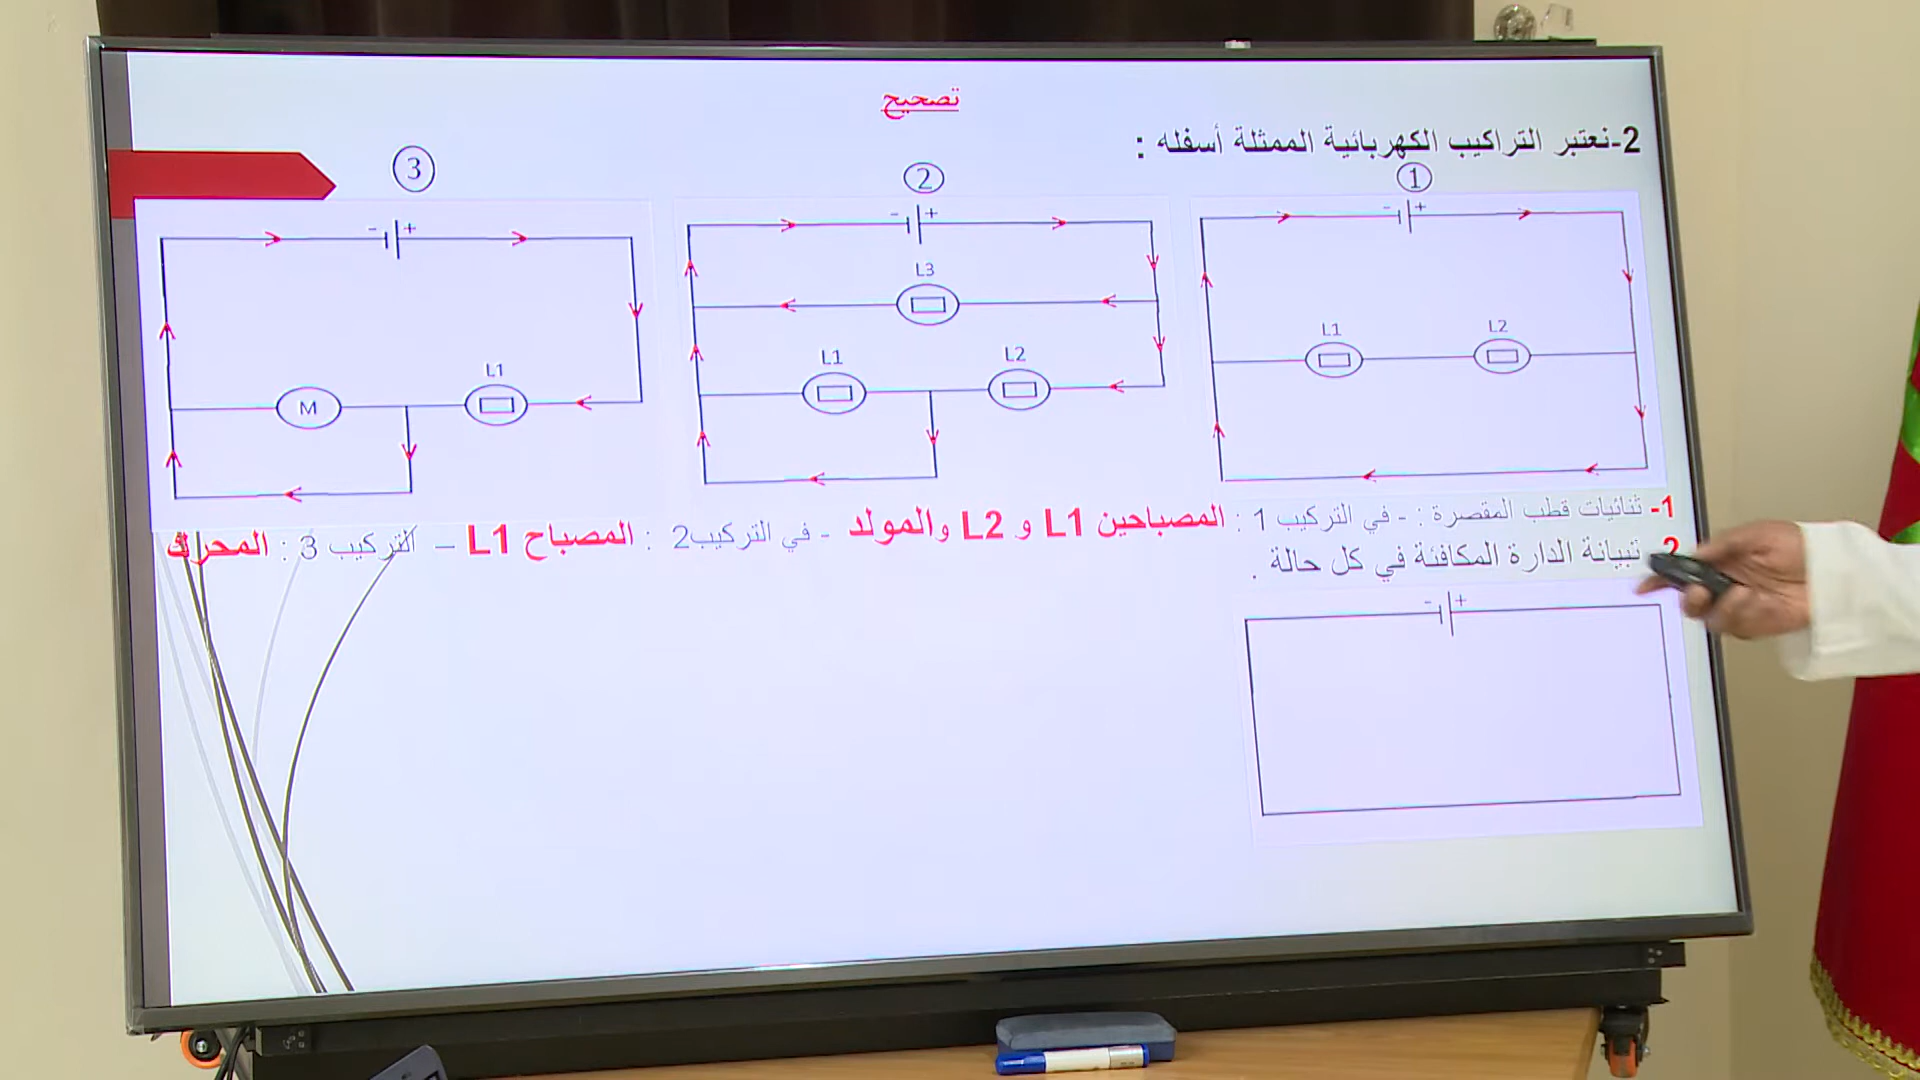 تصحيح
2-نعتبر التراكيب الكهربائية الممثلة أسفله :
1
- +
L1 L2
2
- +
L3
L1 L2
3
- +
M L1
1- ثنائيات قطب المقصرة : - في التركيب 1 : المصباحين L1 و L2 والمولد - في التركيب2 : المصباح L1 – التركيب 3 : المحرك
2- تبيانة الدارة المكافئة في كل حالة .
- +